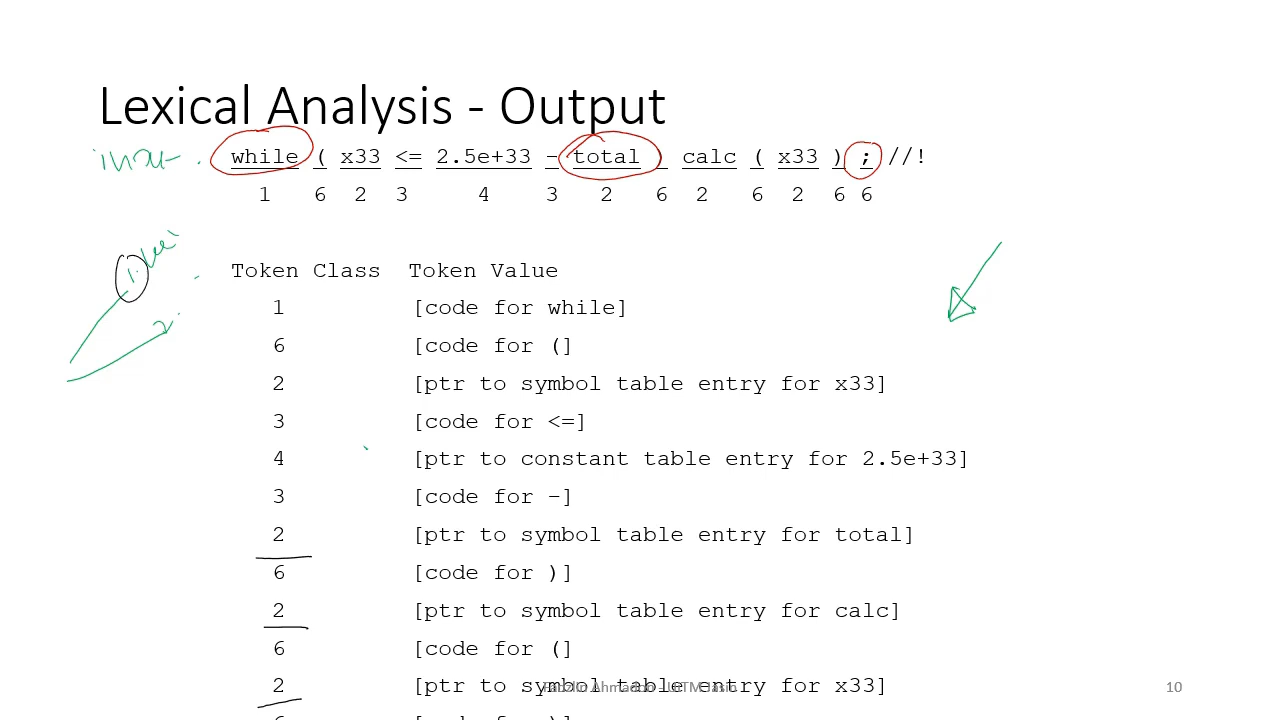 Lexical Analysis - Output
while ( x33 <= 2.5e+33 - total ) calc ( x33 ) ; //!
1 6 2 3 4 3 2 6 2 6 2 6 6
Token Class Token Value
1 [code for while]
6 [code for (]
2 [ptr to symbol table entry for x33]
3 [code for <=]
4 [ptr to constant table entry for 2.5e+33]
3 [code for -]
2 [ptr to symbol table entry for total]
6 [code for )]
2 [ptr to symbol table entry for calc]
6 [code for (]
2 [ptr to symbol table entry for x33]
10
1.
2.